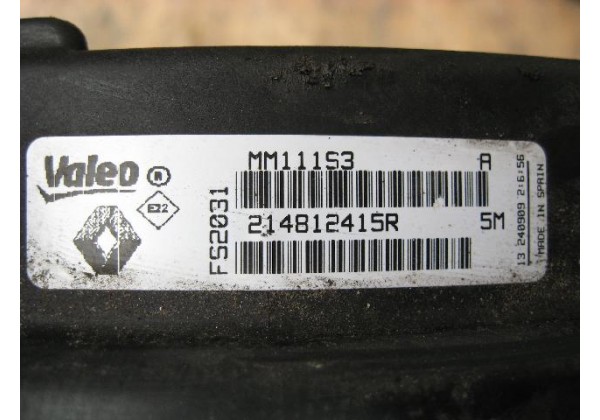 Valeo ®
E22
FS2031
MM111S3 A
214812415R 5M
13 240909 2:6:56
MADE IN SPAIN